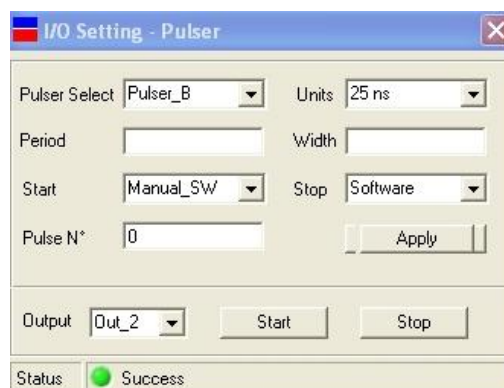 I/O Setting - Pulser
Pulser Select Pulser_B Units 25 ns
Period Width
Start Manual_SW Stop Software
Pulse N° 0 Apply
Output Out_2 Start Stop
Status Success